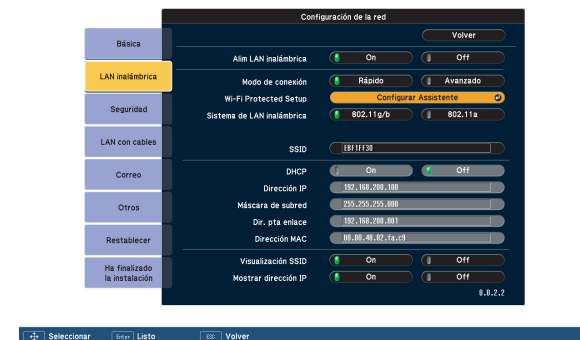 Configuración de la red
Volver
Básica
Alim LAN inalámbrica On Off
LAN inalámbrica
Modo de conexión Rápido Avanzado
Wi-Fi Protected Setup Configurar Assistente
Seguridad
Sistema de LAN inalámbrica 802.11g/b 802.11a
LAN con cables
SSID EBF1FF30
Correo
DHCP On Off
Dirección IP 192.168.200.100
Otros
Máscara de subred 255.255.255.000
Dir. pta enlace 192.168.200.001
Restablecer
Dirección MAC 00.00.48.02.fa.c9
Visualización SSID On Off
Ha finalizado
la instalación
Mostrar dirección IP On Off
0.0.2.2
Seleccionar Enter Listo ESC Volver